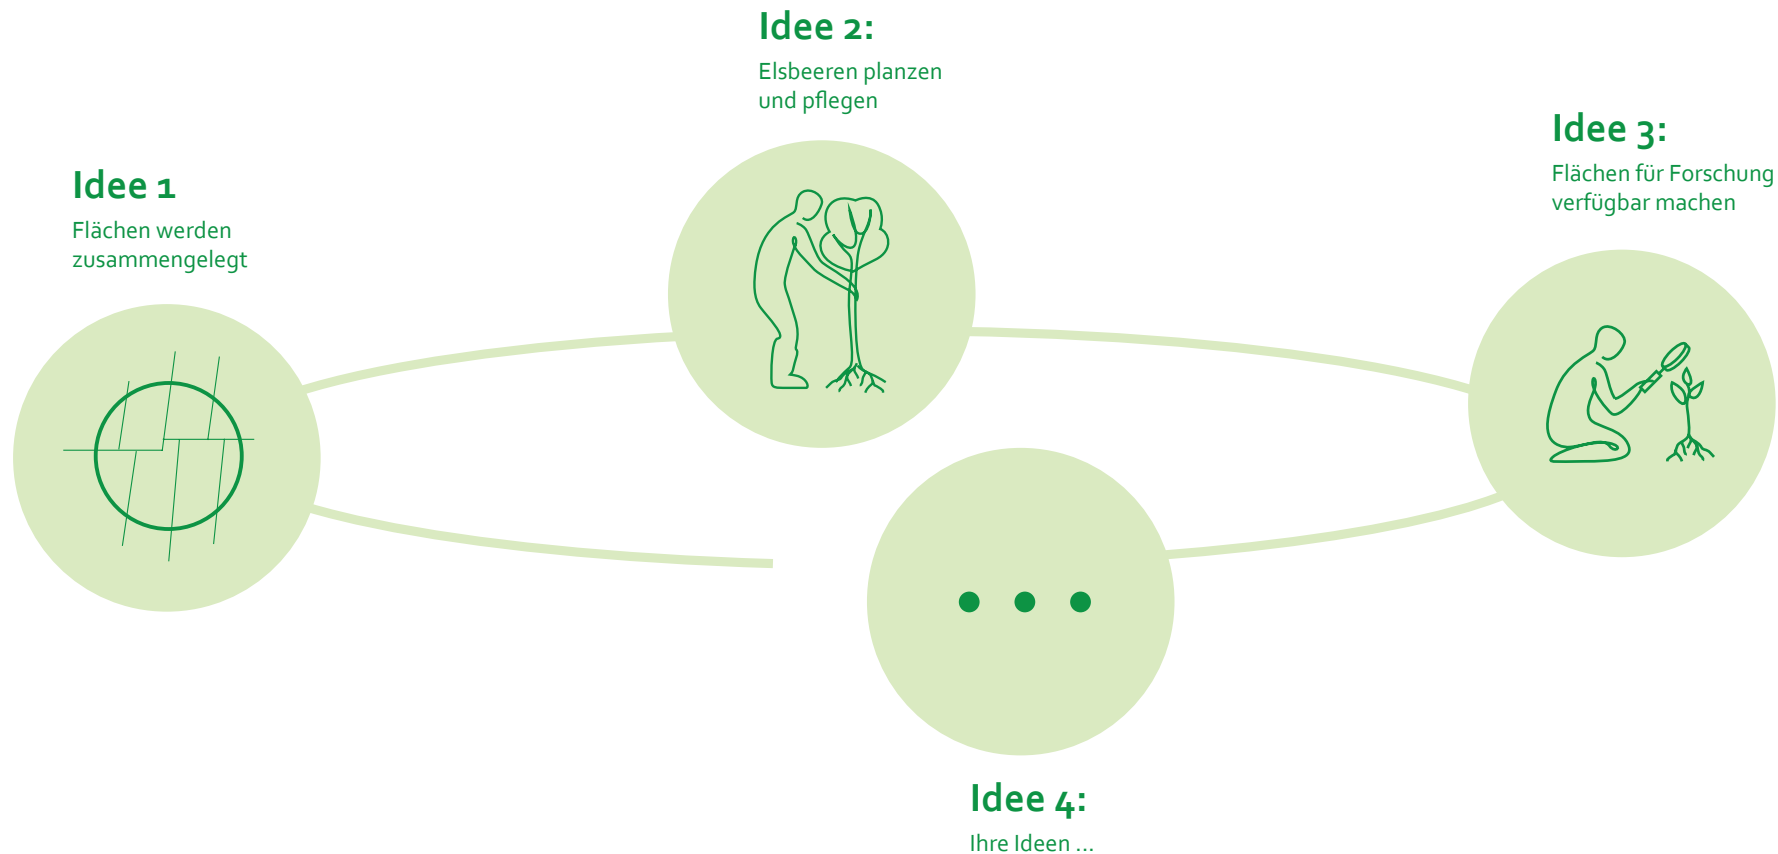 Idee 1
Flächen werden
zusammengelegt
Idee 2:
Elsbeeren planzen
und pflegen
Idee 3:
Flächen für Forschung
verfügbar machen
Idee 4:
Ihre Ideen ...